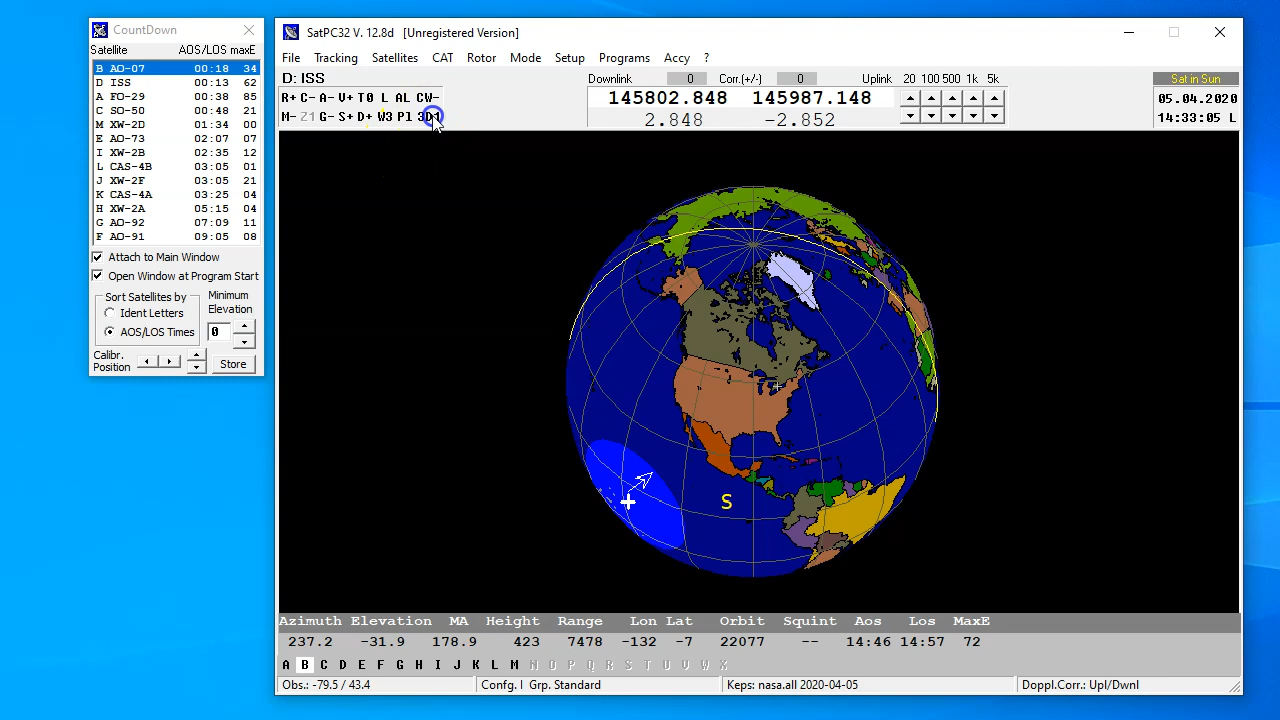 CountDown
Satellite AOS/LOS maxE
B AO-07 00:18 34
D ISS 00:13 62
A FO-29 00:38 85
C SO-50 00:48 21
M XW-2D 01:34 00
E AO-73 02:07 07
I XW-2B 02:35 12
L CAS-4B 03:05 01
J XW-2F 03:05 21
K CAS-4A 03:25 04
H XW-2A 05:15 04
G AO-92 07:09 11
F AO-91 09:05 08
Attach to Main Window
Open Window at Program Start
Sort Satellites by
Ident Letters
AOS/LOS Times
Minimum
Elevation
0
Calibr.
Position
Store
SatPC32 V. 12.8d [Unregistered Version]
File Tracking Satellites CAT Rotor Mode Setup Programs Accy ?
D: ISS
R+ C- A- V+ T0 L AL CW-
M- Z1 G- S+ D+ W3 P1 3D1
Downlink 0 Corr.(+/-) 0 Uplink 20 100 500 1k 5k
145802.848 145987.148
2.848 -2.852
Sat in Sun
05.04.2020
14:33:05 L
S
Azimuth Elevation MA Height Range Lon Lat Orbit Squint Aos Los MaxE
237.2 -31.9 178.9 423 7478 -132 -7 22077 -- 14:46 14:57 72
A B C D E F G H I J K L M N O P Q R S T U V W X
Obs.: -79.5 / 43.4 Confg. I Grp. Standard Keps: nasa.all 2020-04-05 Doppl.Corr.: Upl/Dwnl